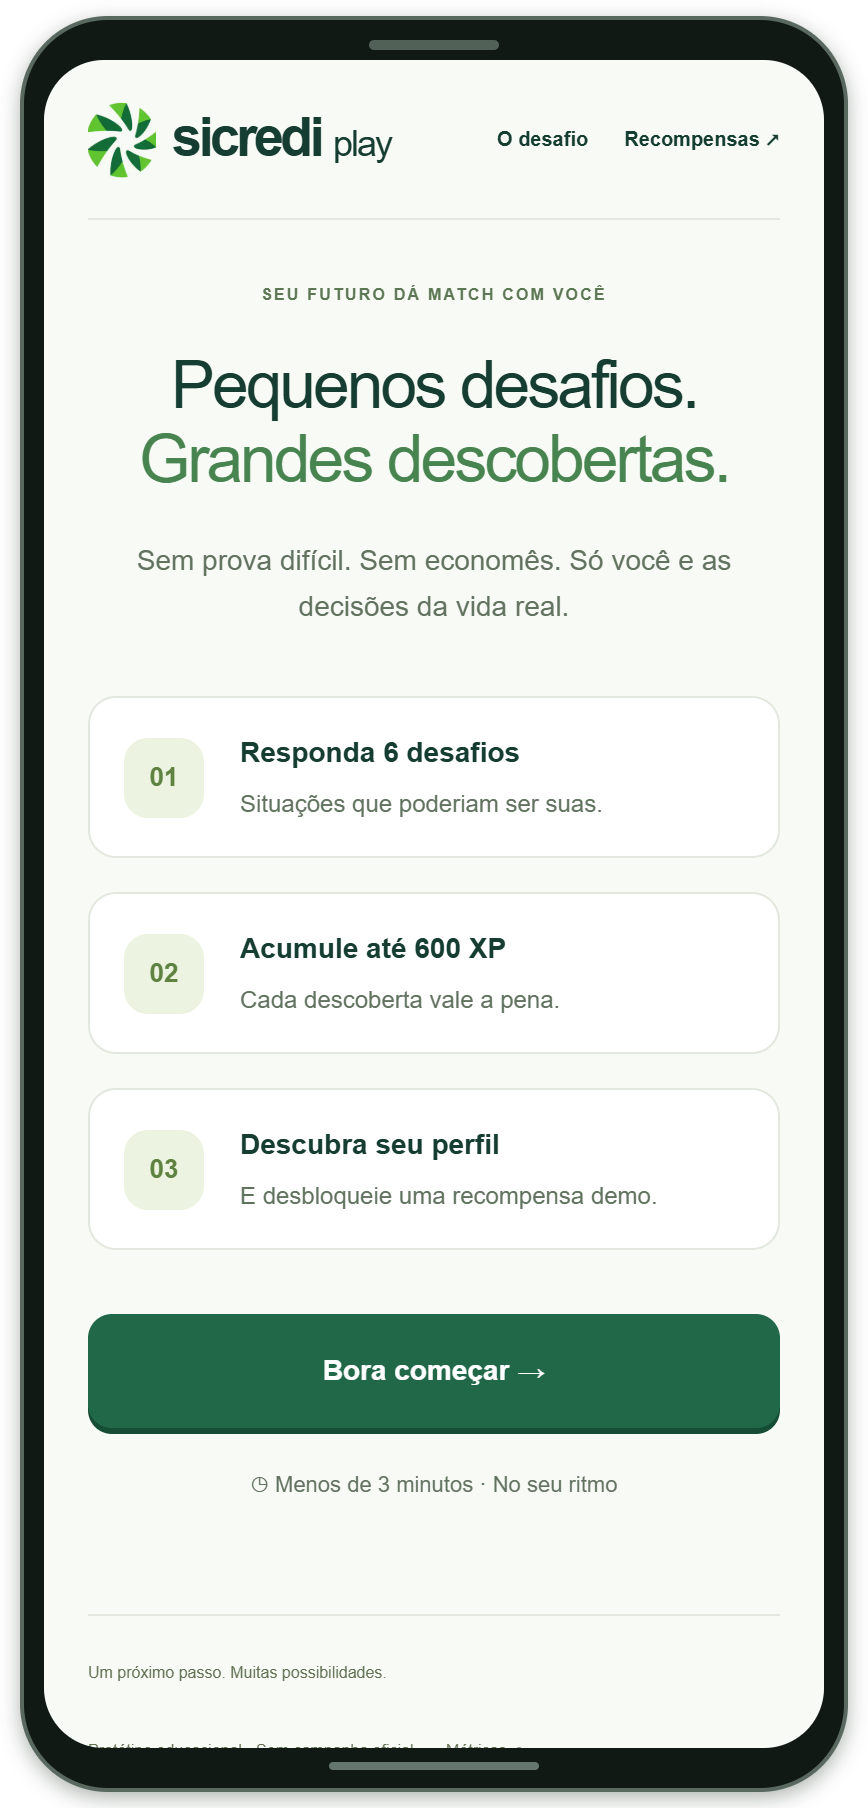 sicredi play
O desafio
Recompensas ↗
SEU FUTURO DÁ MATCH COM VOCÊ
Pequenos desafios.
Grandes descobertas.
Sem prova difícil. Sem economês. Só você e as
decisões da vida real.
01
Responda 6 desafios
Situações que poderiam ser suas.
02
Acumule até 600 XP
Cada descoberta vale a pena.
03
Descubra seu perfil
E desbloqueie uma recompensa demo.
Bora começar →
◷ Menos de 3 minutos · No seu ritmo
Um próximo passo. Muitas possibilidades.